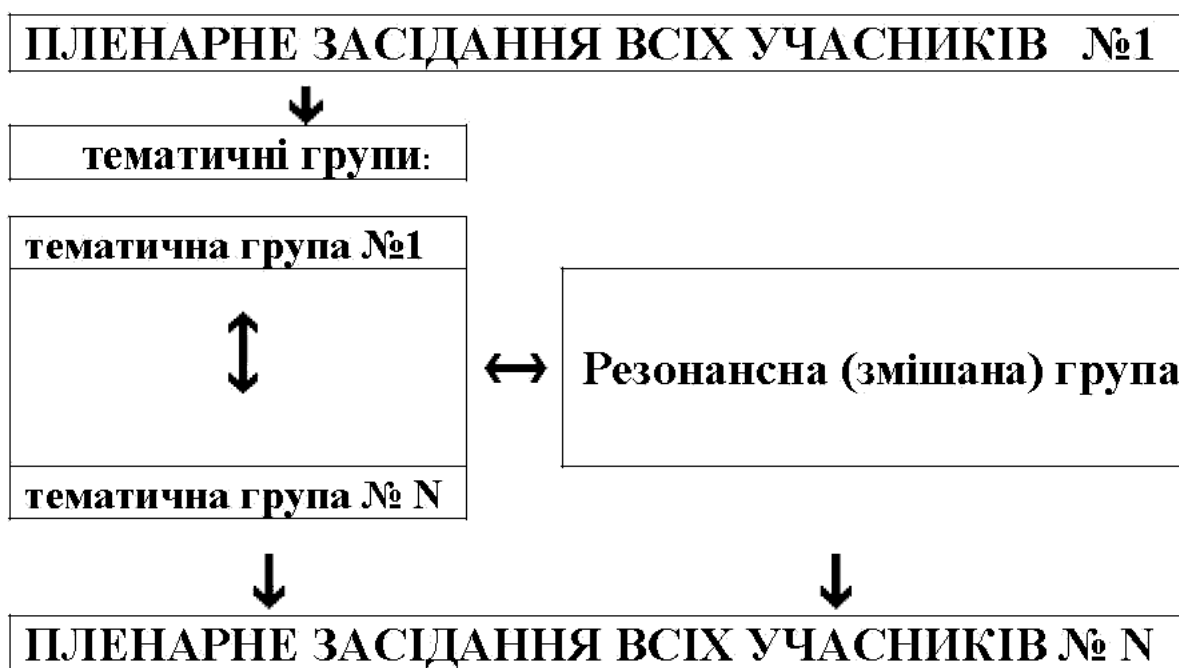 ПЛЕНАРНЕ ЗАСІДАННЯ ВСІХ УЧАСНИКІВ №1
тематичні групи:
тематична група №1
Резонансна (змішана) група
тематична група № N
ПЛЕНАРНЕ ЗАСІДАННЯ ВСІХ УЧАСНИКІВ № N